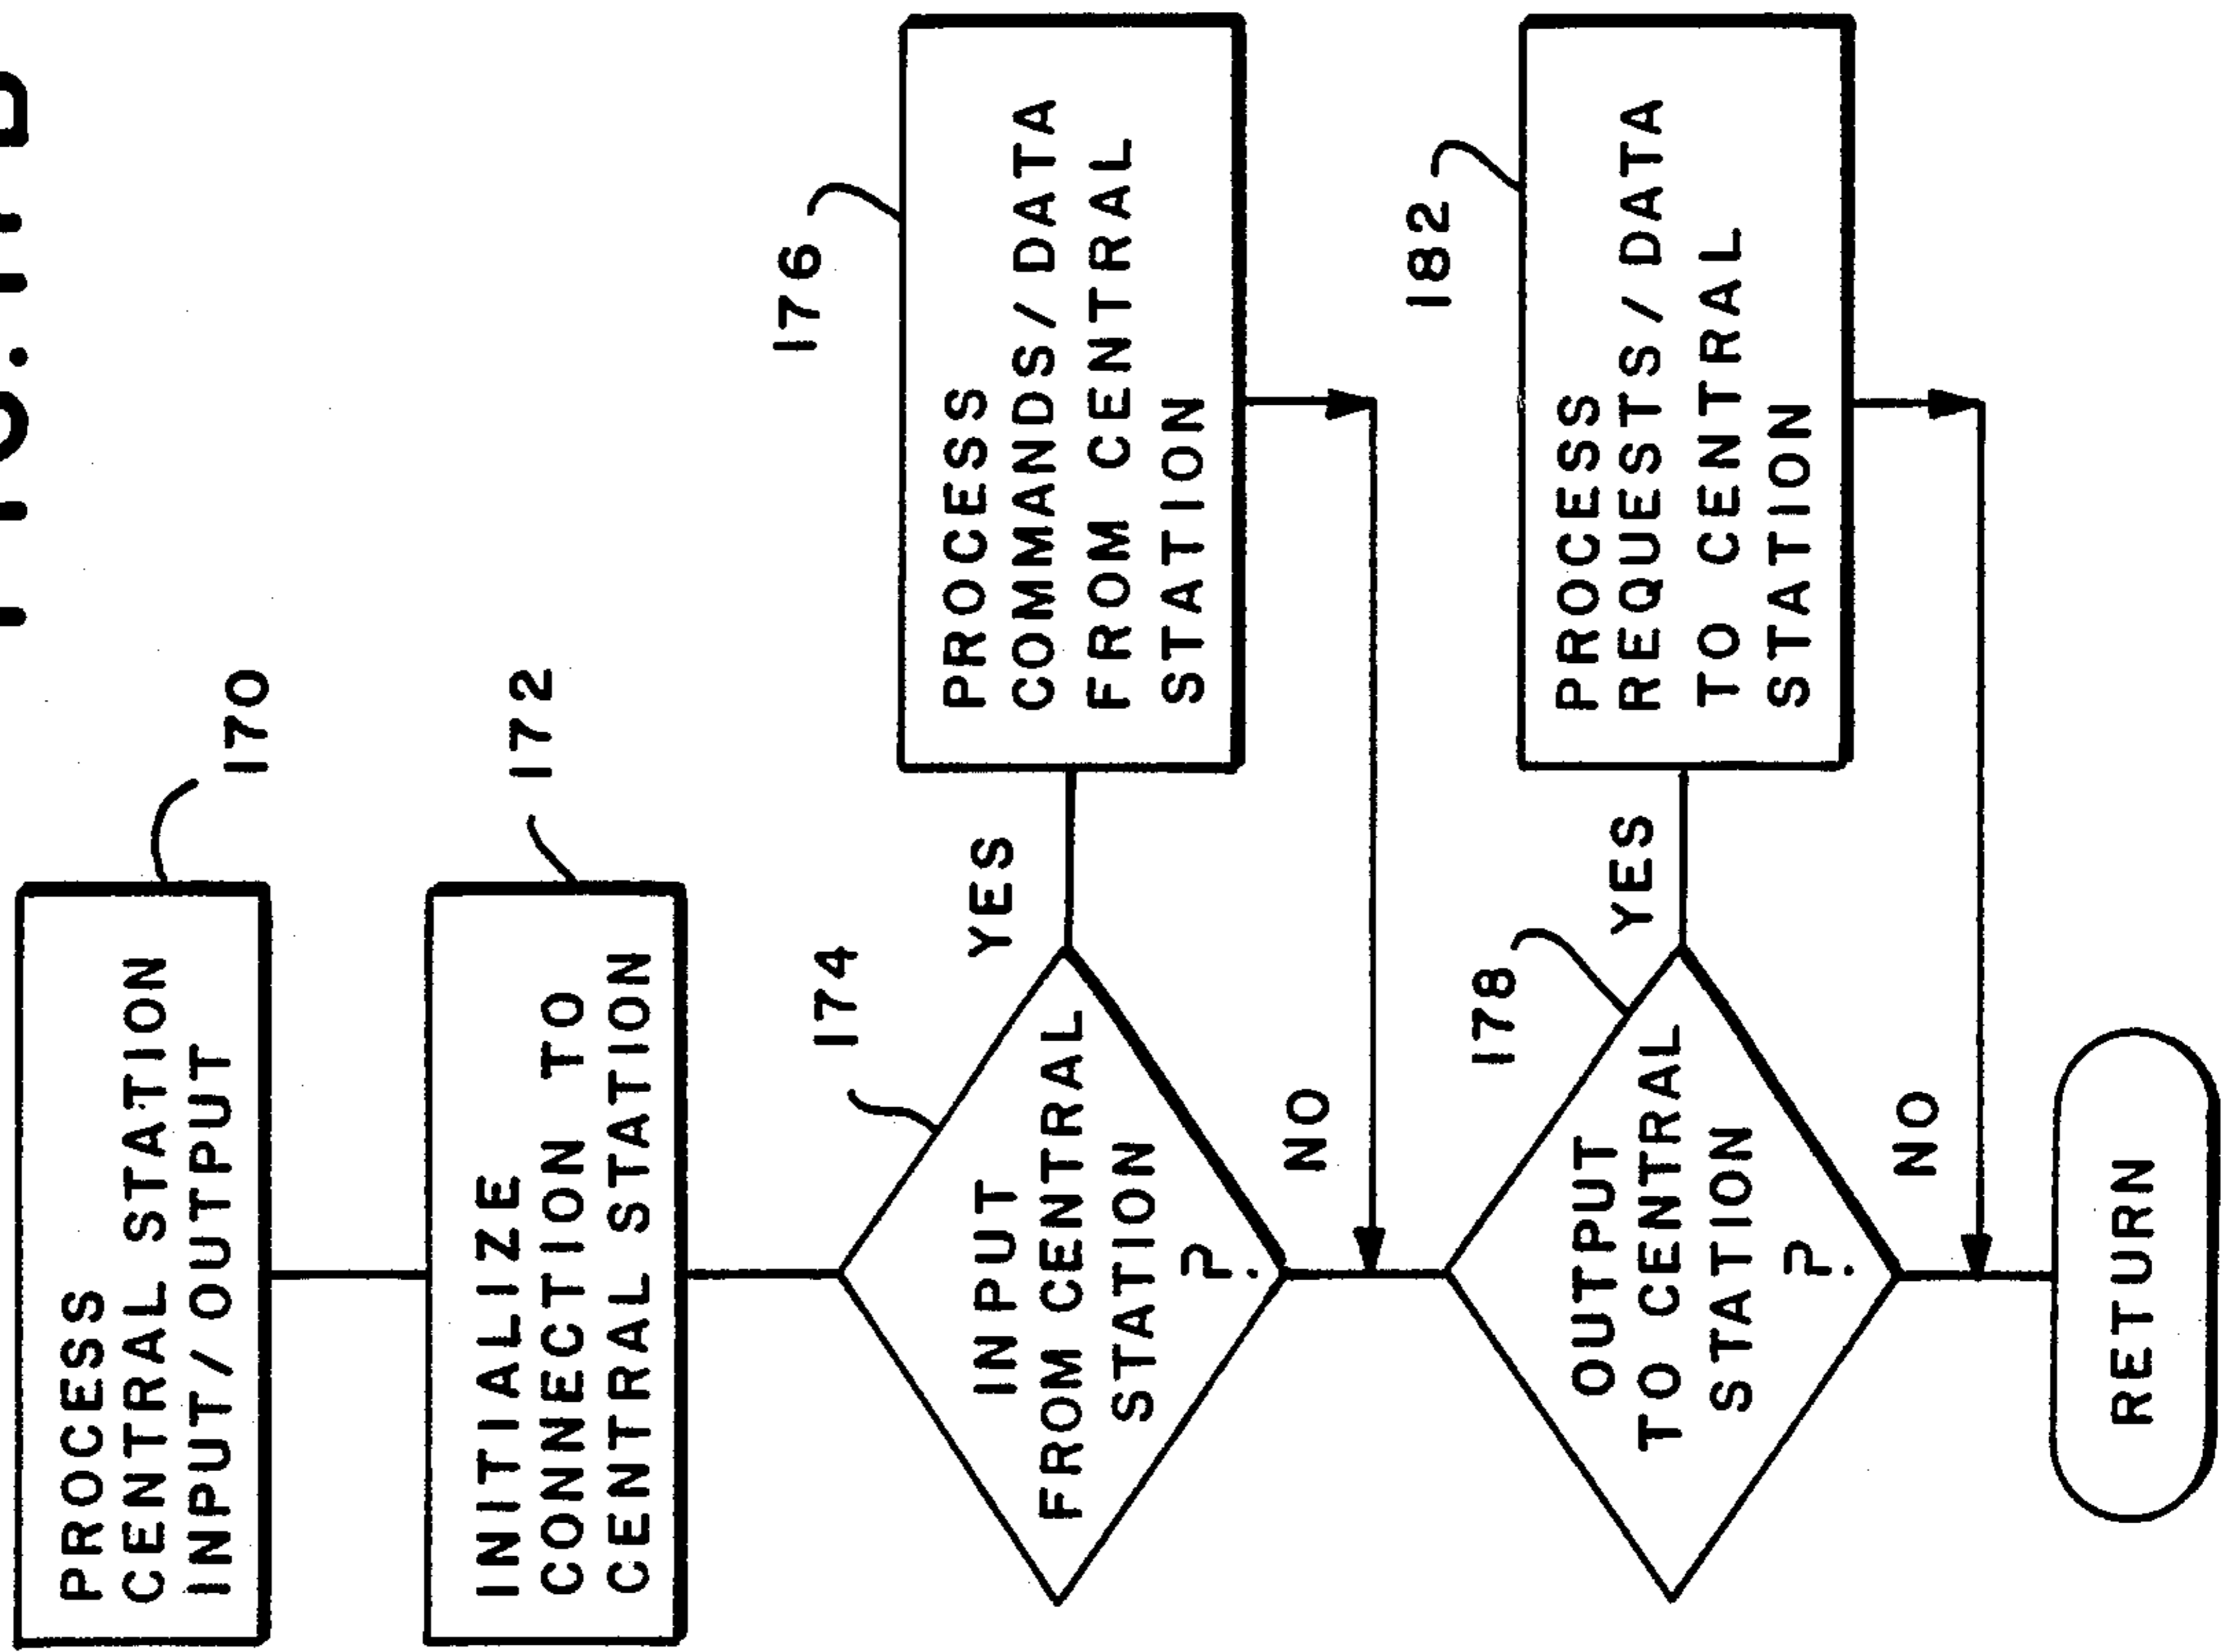 170
PROCESS
CENTRAL STATION
INPUT/OUTPUT
172
INITIALIZE
CONNECTION TO
CENTRAL STATION
174
INPUT
FROM CENTRAL
STATION
?
YES
NO
176
PROCESS
COMMANDS/DATA
FROM CENTRAL
STATION
178
OUTPUT
TO CENTRAL
STATION
?
YES
NO
182
PROCESS
REQUESTS/DATA
TO CENTRAL
STATION
RETURN